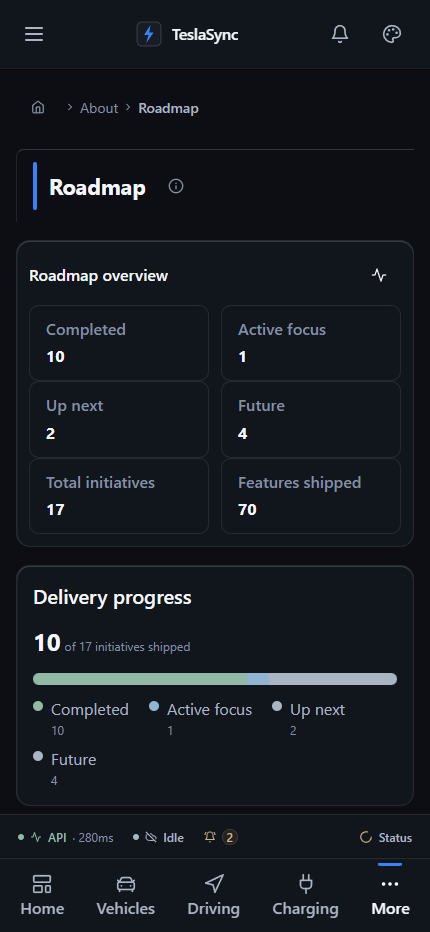 TeslaSync
About
Roadmap
Roadmap
Roadmap overview
Completed
10
Active focus
1
Up next
2
Future
4
Total initiatives
17
Features shipped
70
Delivery progress
10 of 17 initiatives shipped
Completed
10
Active focus
1
Up next
2
Future
4
API · 280ms
Idle
2
Status
Home
Vehicles
Driving
Charging
More